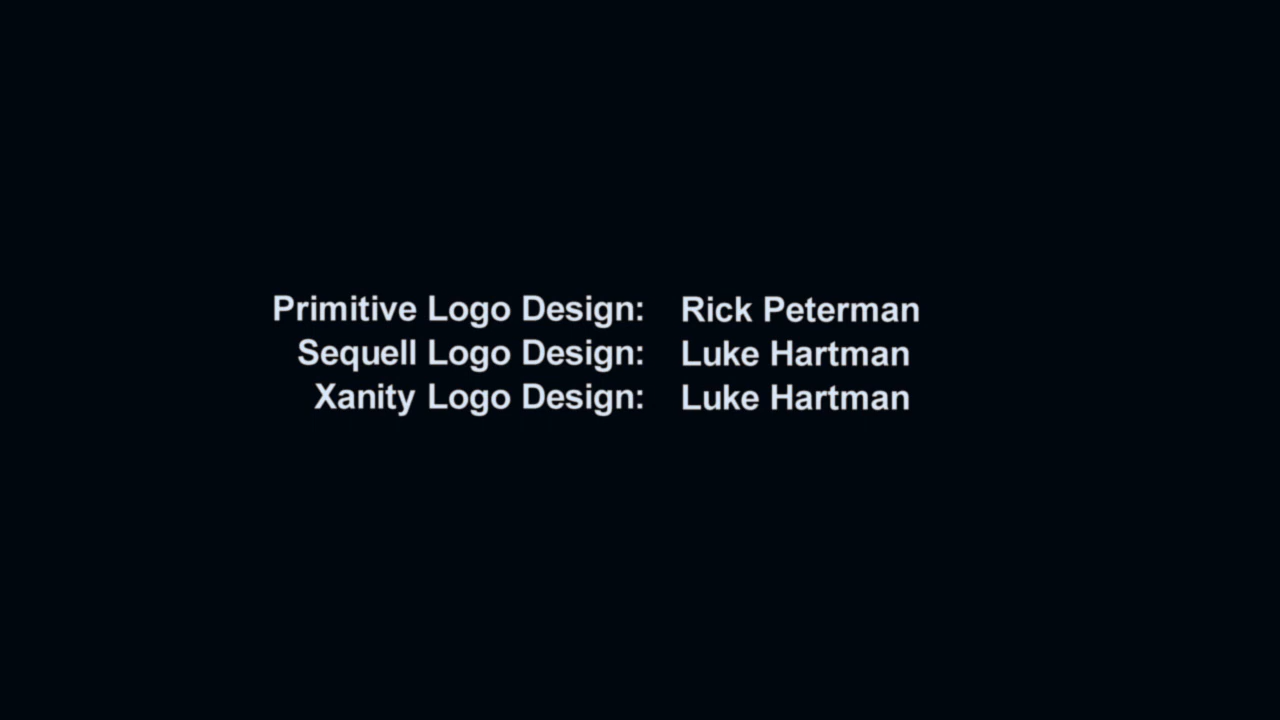 Primitive Logo Design: Rick Peterman
Sequell Logo Design: Luke Hartman
Xanity Logo Design: Luke Hartman